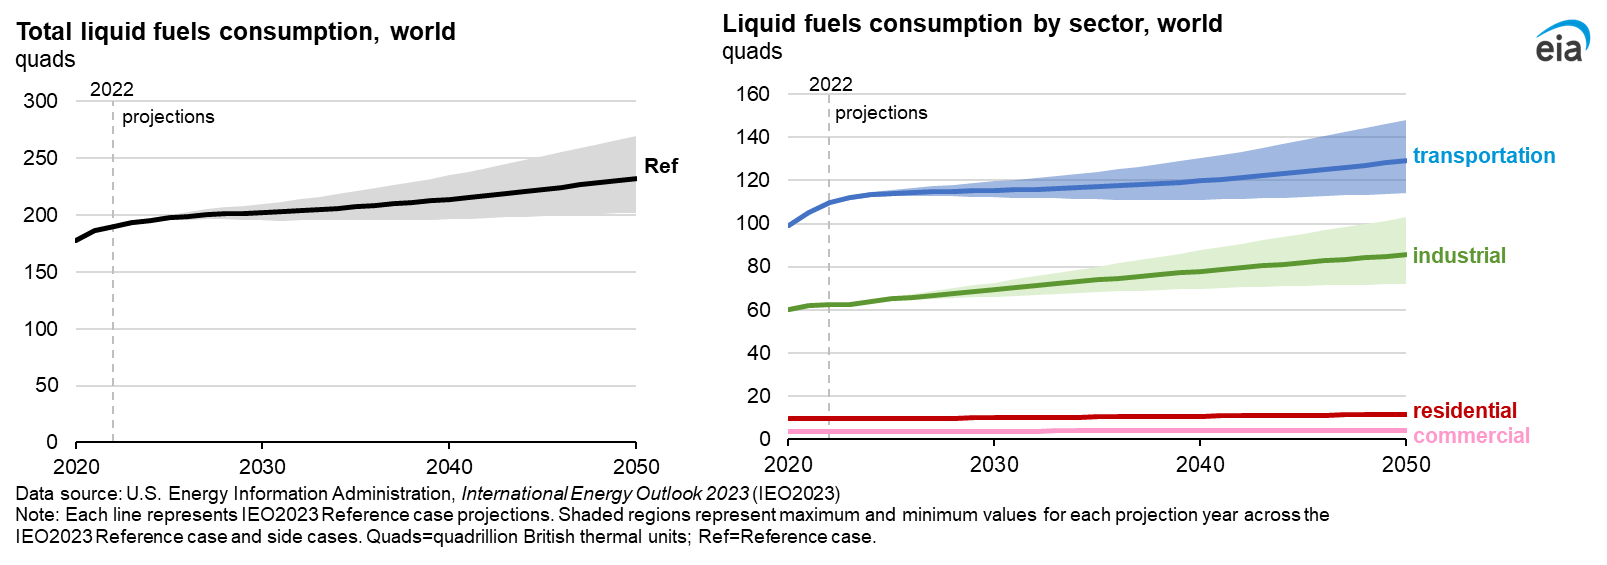 Total liquid fuels consumption, world
quads
2022
projections
300
250
200
150
100
50
0
Ref
2020
2030
2040
2050
Liquid fuels consumption by sector, world
quads
eia
2022
projections
160
140
120
100
80
60
40
20
0
transportation
industrial
residential
commercial
2020
2030
2040
2050
Data source: U.S. Energy Information Administration, International Energy Outlook 2023 (IEO2023)
Note: Each line represents IEO2023 Reference case projections. Shaded regions represent maximum and minimum values for each projection year across the
IEO2023 Reference case and side cases. Quads=quadrillion British thermal units; Ref=Reference case.